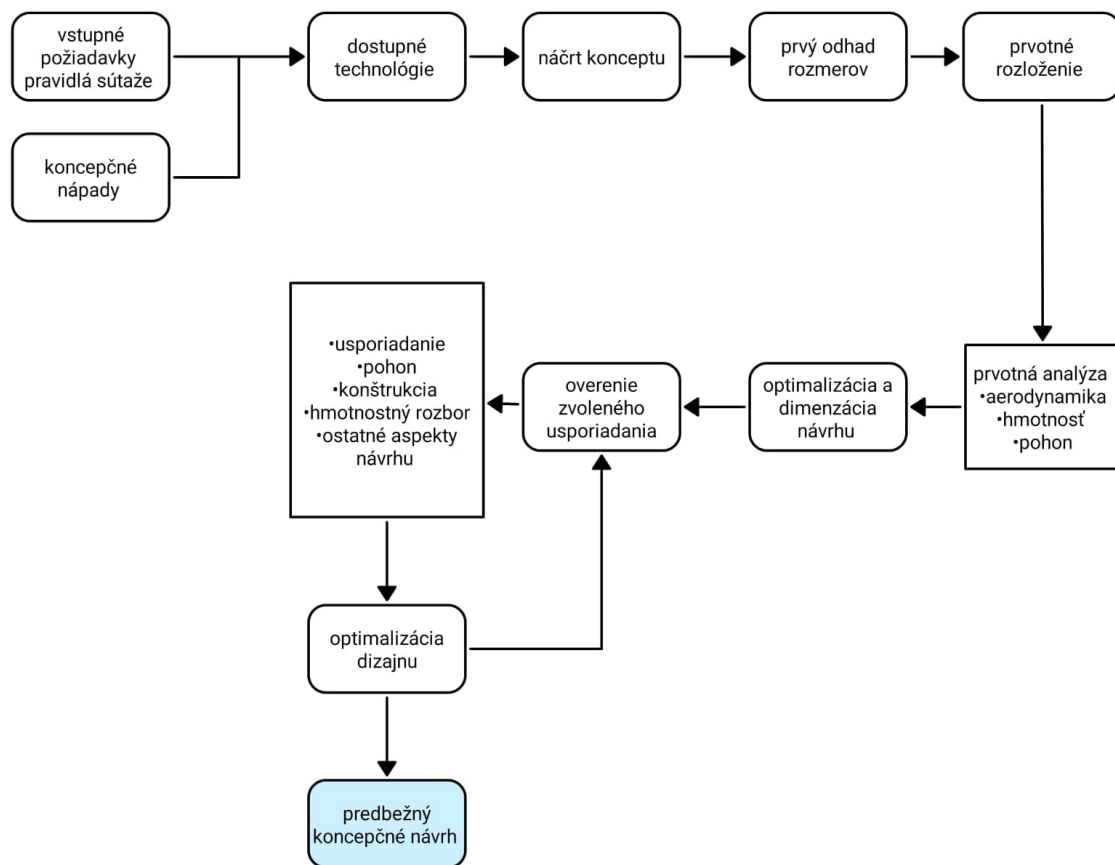 vstupné
požiadavky
pravidlá sútaže
dostupné
technológie
náčrt konceptu
prvý odhad
rozmerov
prvotné
rozloženie
koncepčné
nápady
prvotná analýza
•aerodynamika
•hmotnosť
•pohon
optimalizácia a
dimenzácia
návrhu
overenie
zvoleného
usporiadania
•usporiadanie
•pohon
•konštrukcia
•hmotnostný rozbor
•ostatné aspekty
návrhu
optimalizácia
dizajnu
predbežný
koncepčné návrh